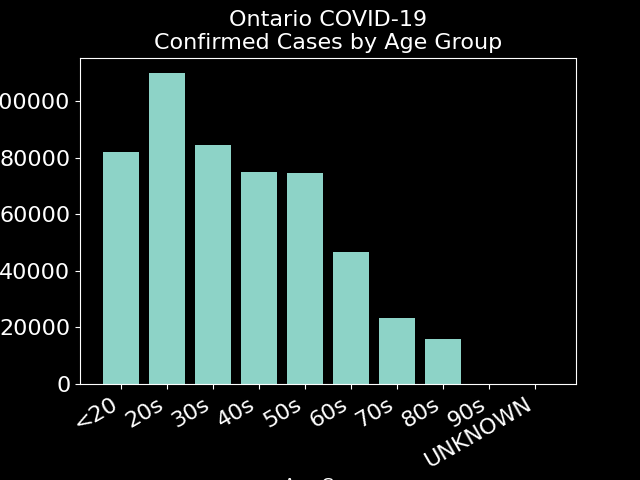 Ontario COVID-19
Confirmed Cases by Age Group
00000
80000
60000
40000
20000
0
<20
20s
30s
40s
50s
60s
70s
80s
90s
UNKNOWN